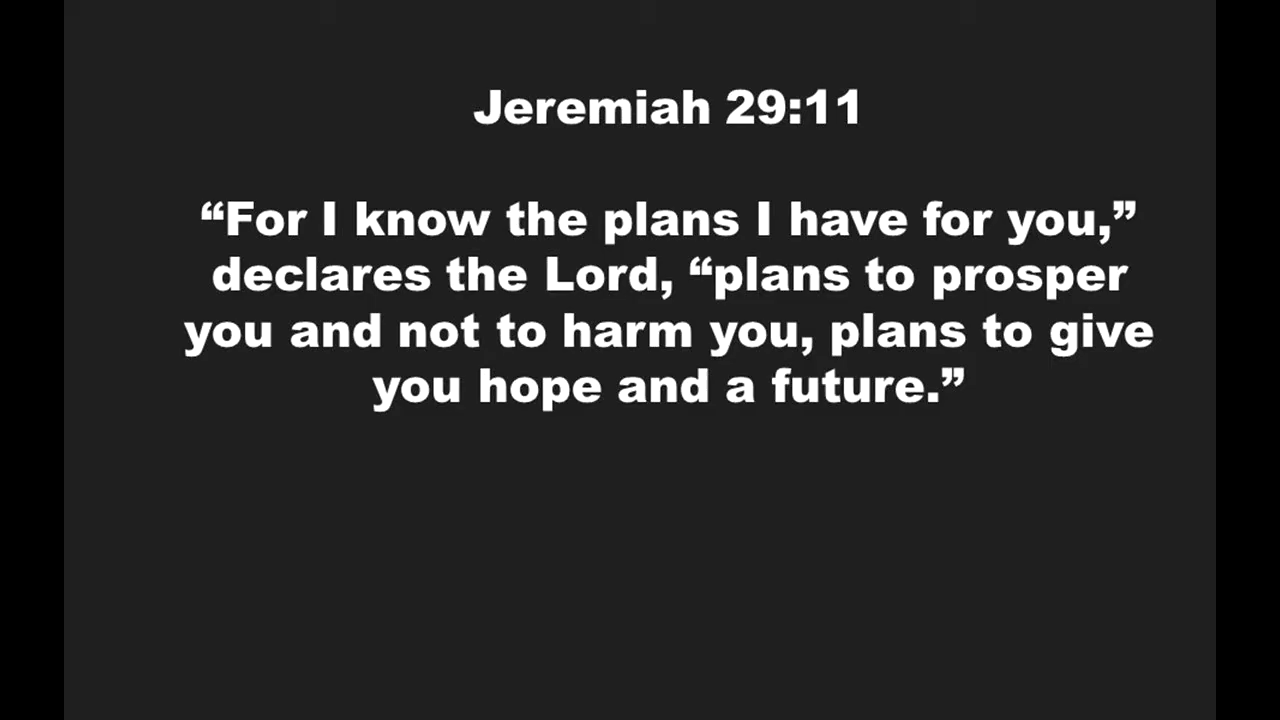 Jeremiah 29:11
“For I know the plans I have for you,”
declares the Lord, “plans to prosper
you and not to harm you, plans to give
you hope and a future.”